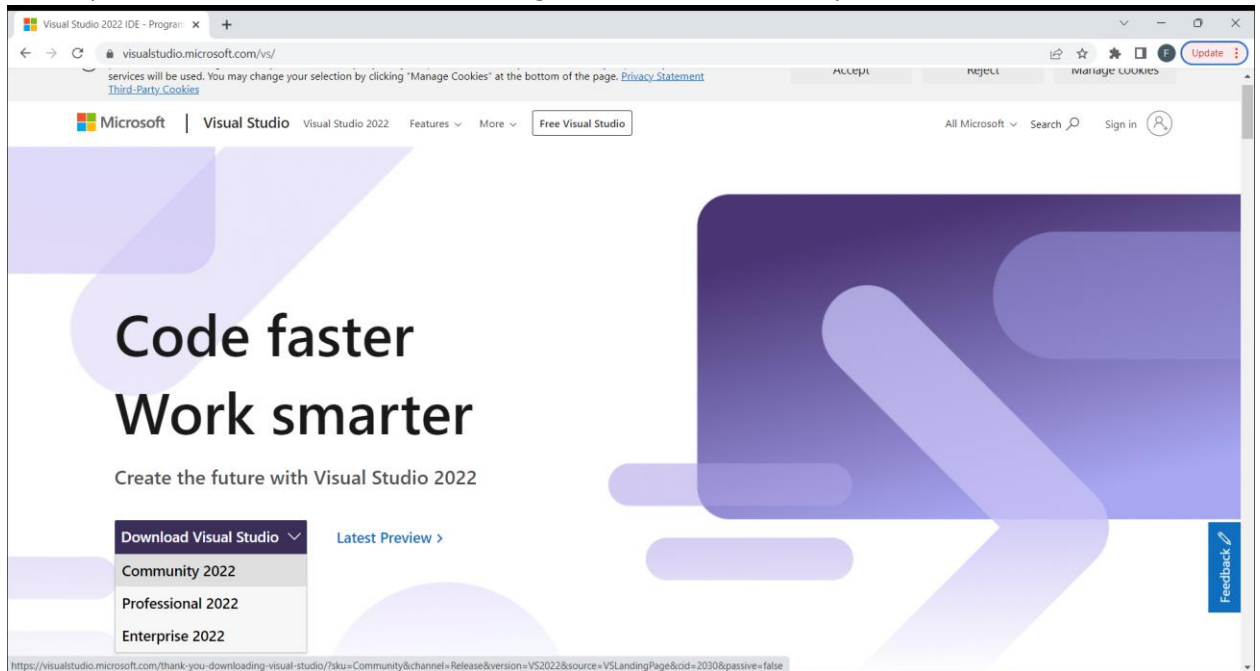 Visual Studio 2022 IDE - Program
visualstudio.microsoft.com/vs/
Update
services will be used. You may change your selection by clicking "Manage Cookies" at the bottom of the page. Privacy Statement
Third-Party Cookies
Accept Reject Manage cookies
Microsoft | Visual Studio Visual Studio 2022 Features More Free Visual Studio All Microsoft Search Sign in
Code faster
Work smarter
Create the future with Visual Studio 2022
Download Visual Studio Latest Preview >
Community 2022
Professional 2022
Enterprise 2022
Feedback
https://visualstudio.microsoft.com/thank-you-downloading-visual-studio/?sku=Community&channel=Release&version=VS2022&source=VSLandingPage&cid=2030&passive=false